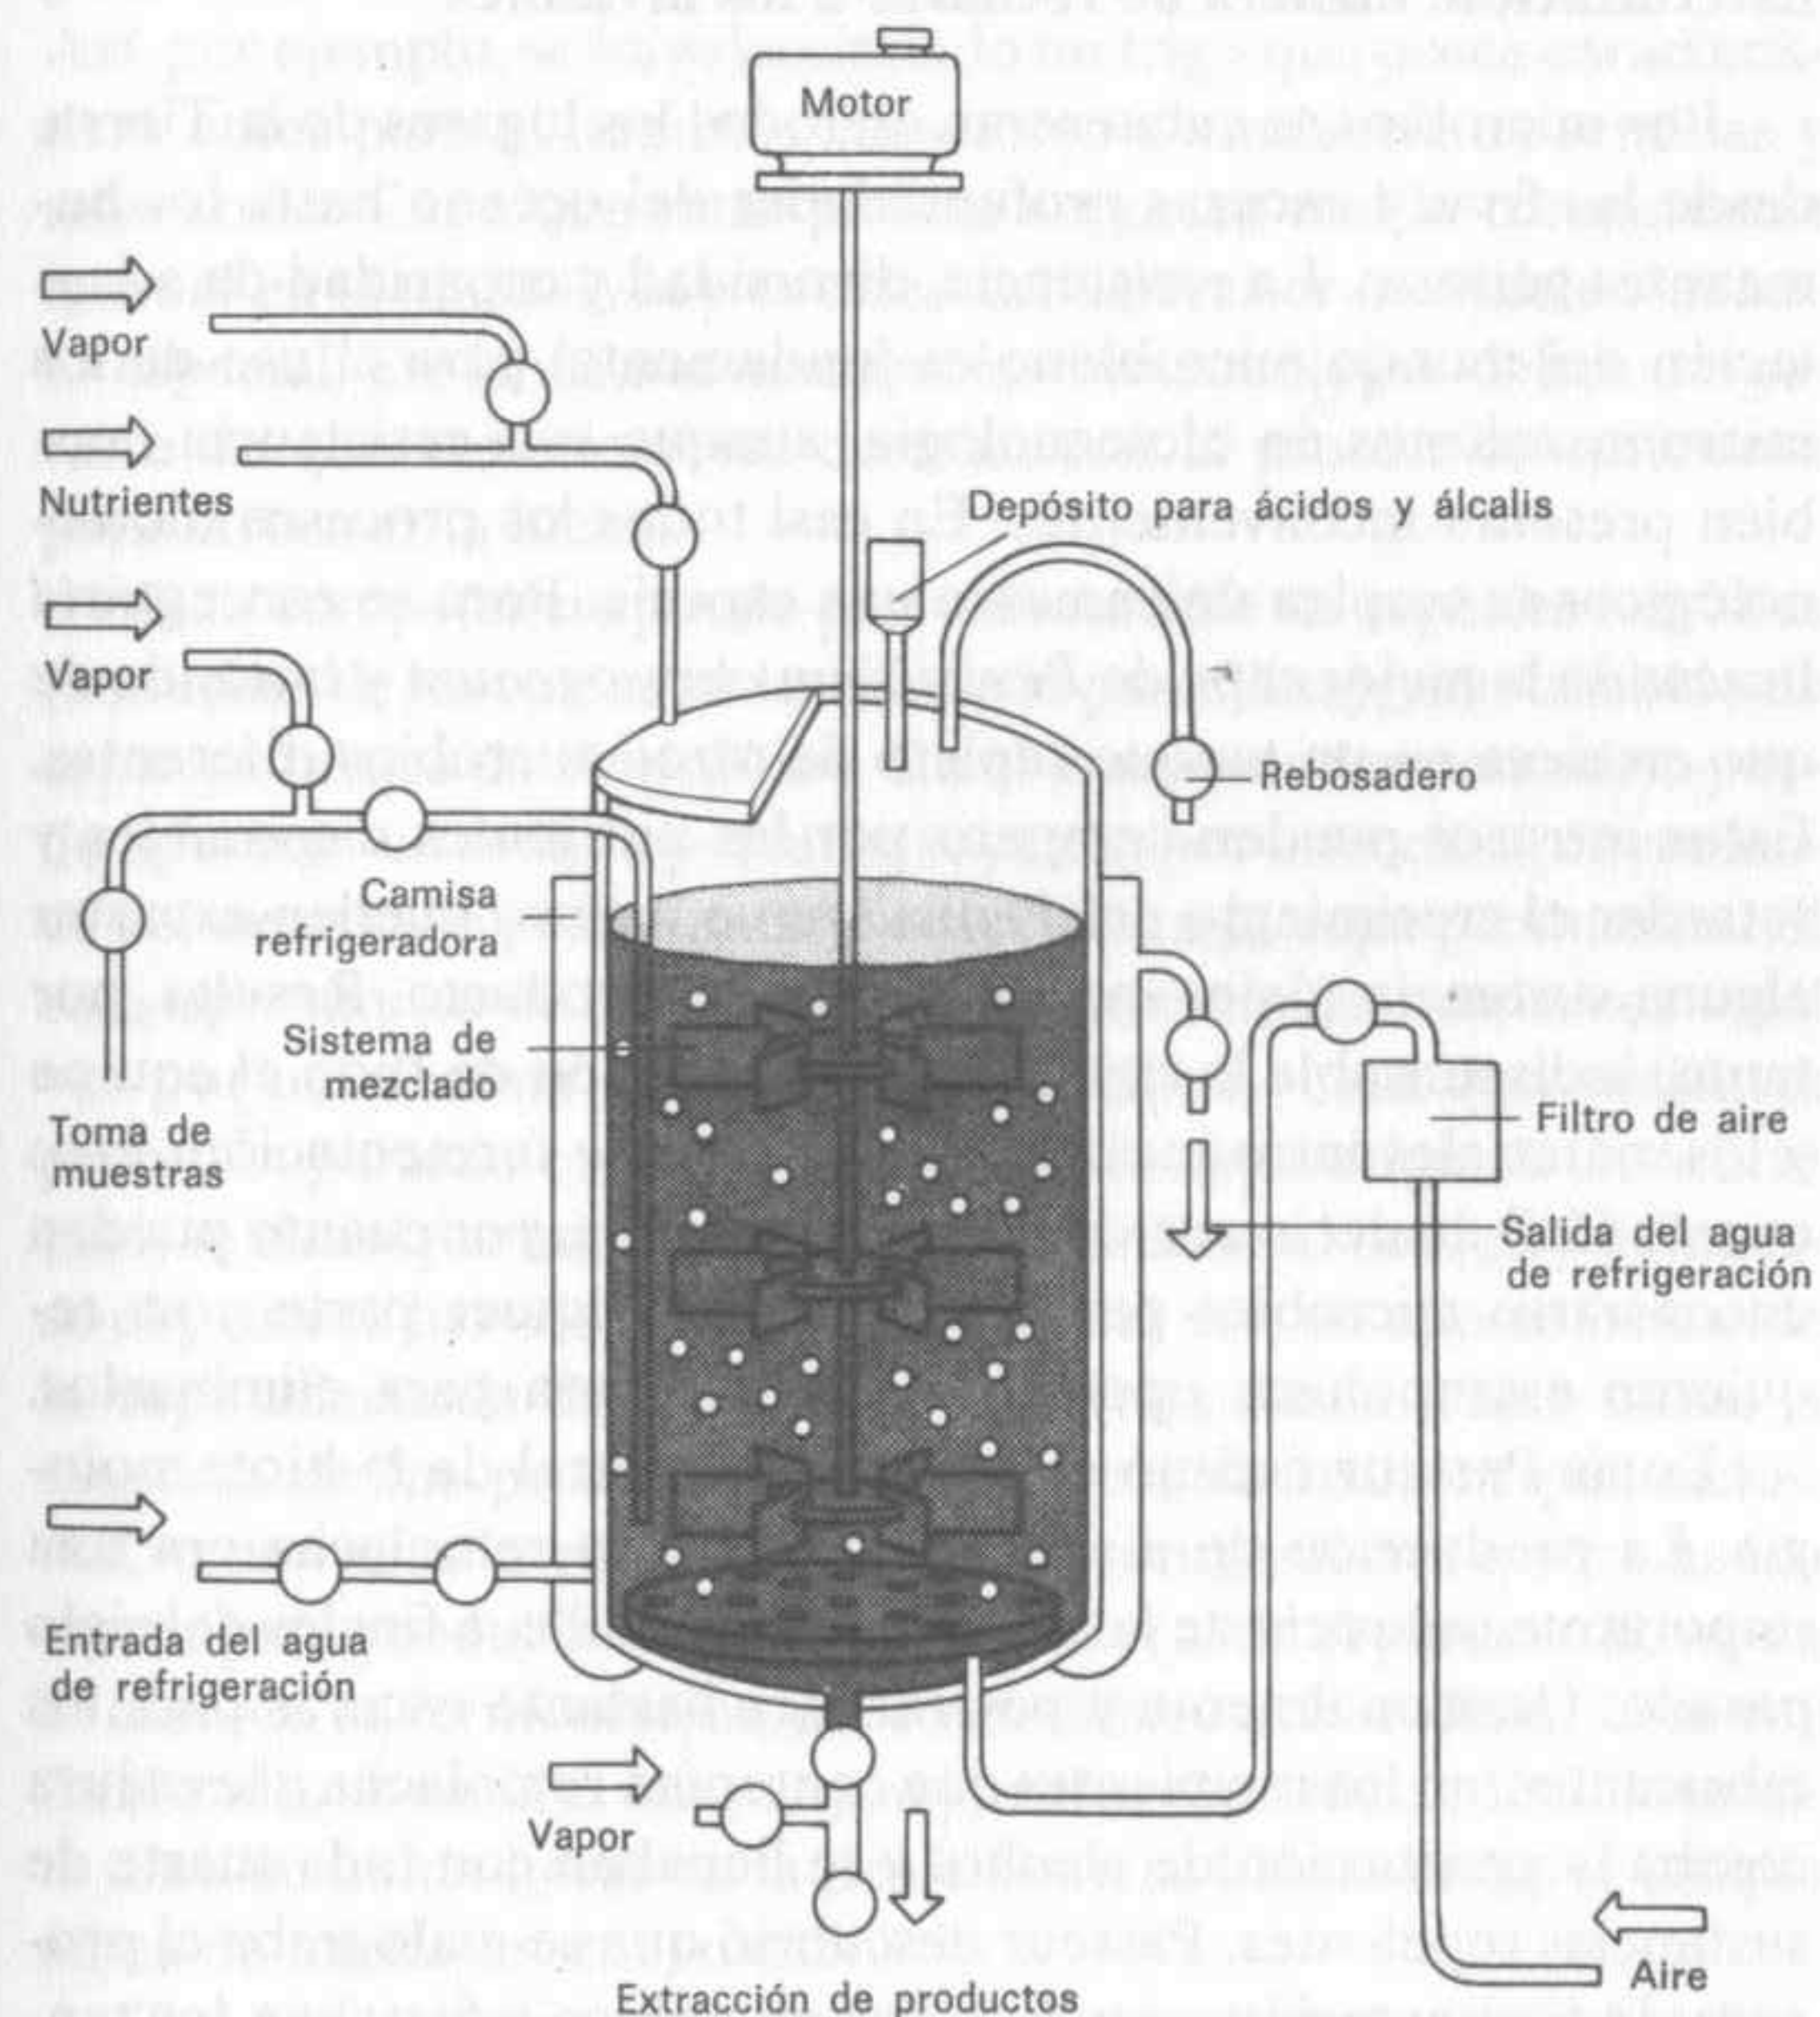 Motor
Vapor
Nutrientes
Depósito para ácidos y álcalis
Vapor
Rebosadero
Camisa
refrigeradora
Sistema de
mezclado
Toma de
muestras
Filtro de aire
Salida del agua
de refrigeración
Entrada del agua
de refrigeración
Vapor
Aire
Extracción de productos